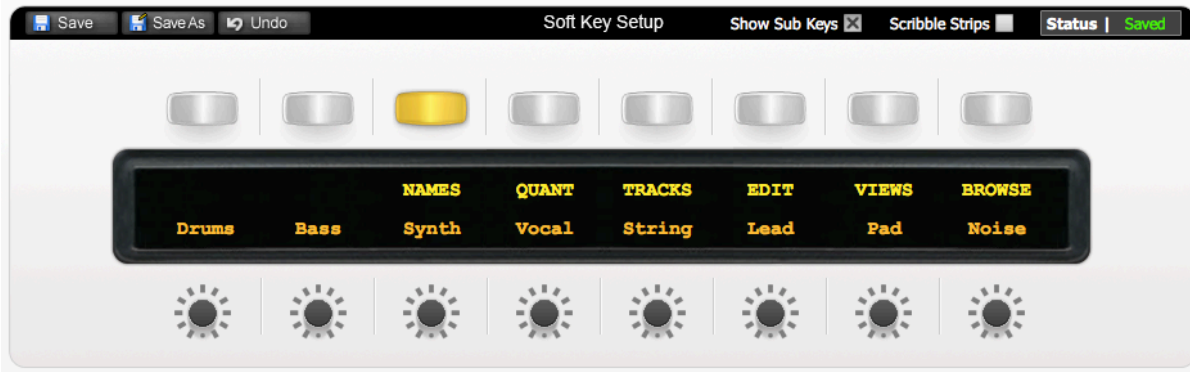 Save Save As Undo Soft Key Setup Show Sub Keys Scribble Strips Status | Saved
NAMES QUANT TRACKS EDIT VIEWS BROWSE
Drums Bass Synth Vocal String Lead Pad Noise